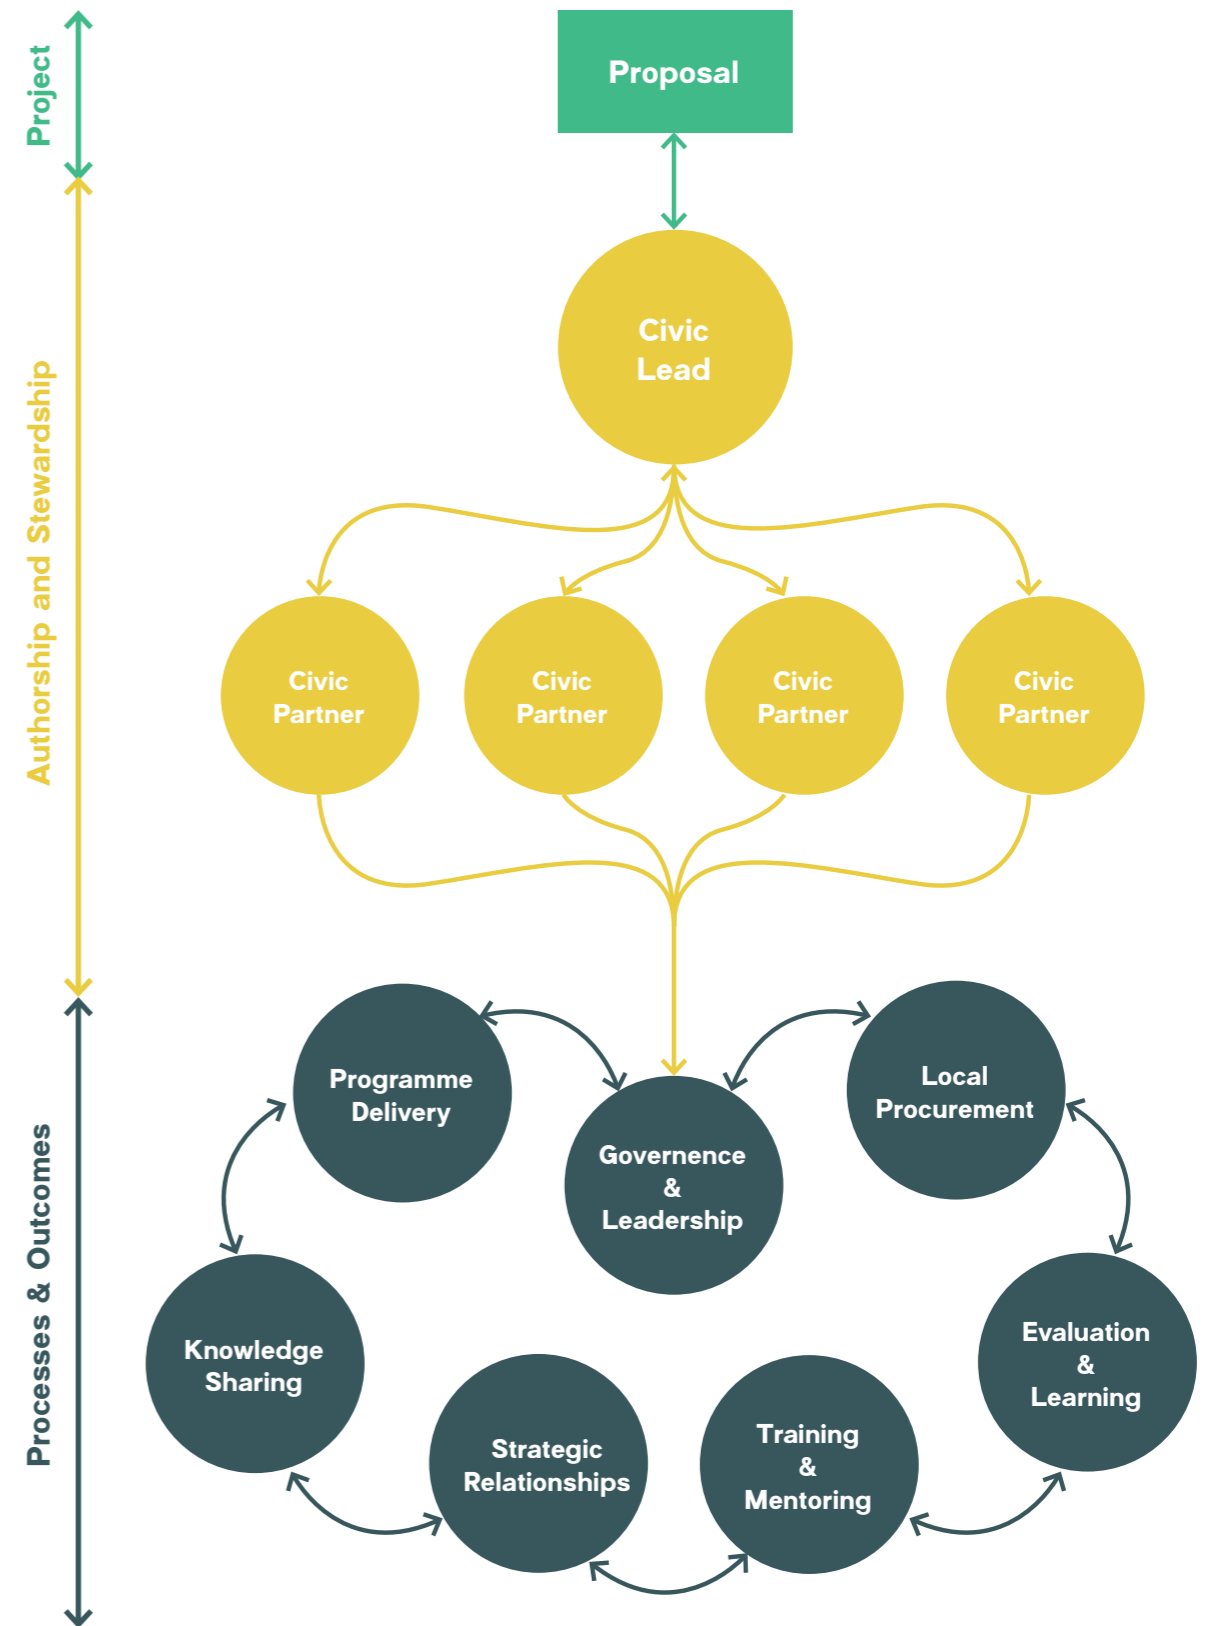 Project
Proposal
Authorship and Stewardship
Civic
Lead
Civic
Partner
Civic
Partner
Civic
Partner
Civic
Partner
Processes & Outcomes
Programme
Delivery
Governence
&
Leadership
Local
Procurement
Knowledge
Sharing
Evaluation
&
Learning
Strategic
Relationships
Training
&
Mentoring